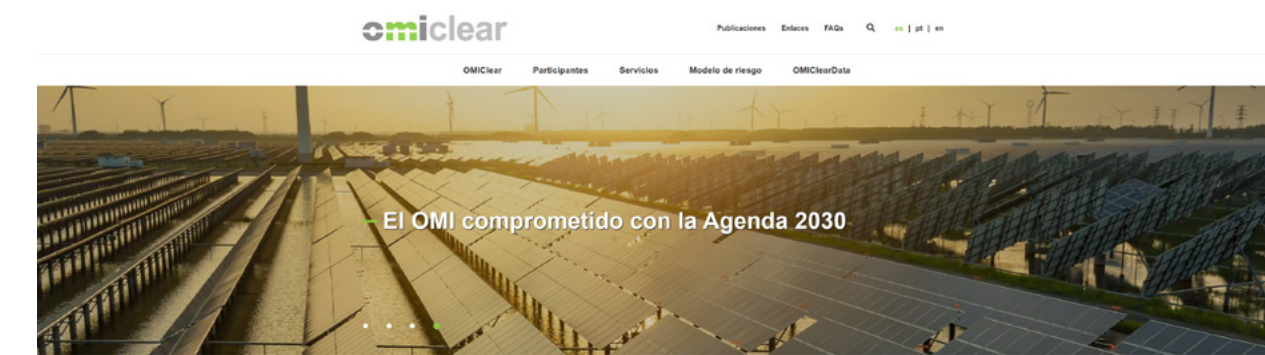 omiclear
Publicaciones Enlaces FAQs es | pt | en
OMIClear Participantes Servicios Modelo de riesgo OMIClearData
El OMI comprometido con la Agenda 2030